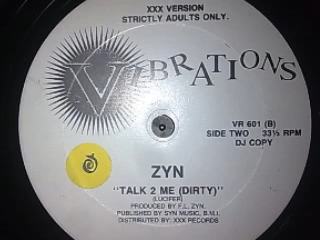 XXX VERSION
STRICTLY ADULTS ONLY.
VIBRATIONS
VR 601 (B)
SIDE TWO 33⅓ RPM
DJ COPY
ZYN
"TALK 2 ME (DIRTY)"
(LUCIFER)
PRODUCED BY F.L. ZYN.
PUBLISHED BY SYN MUSIC, B.M.I.
DISTRIBUTED BY: XXX RECORDS